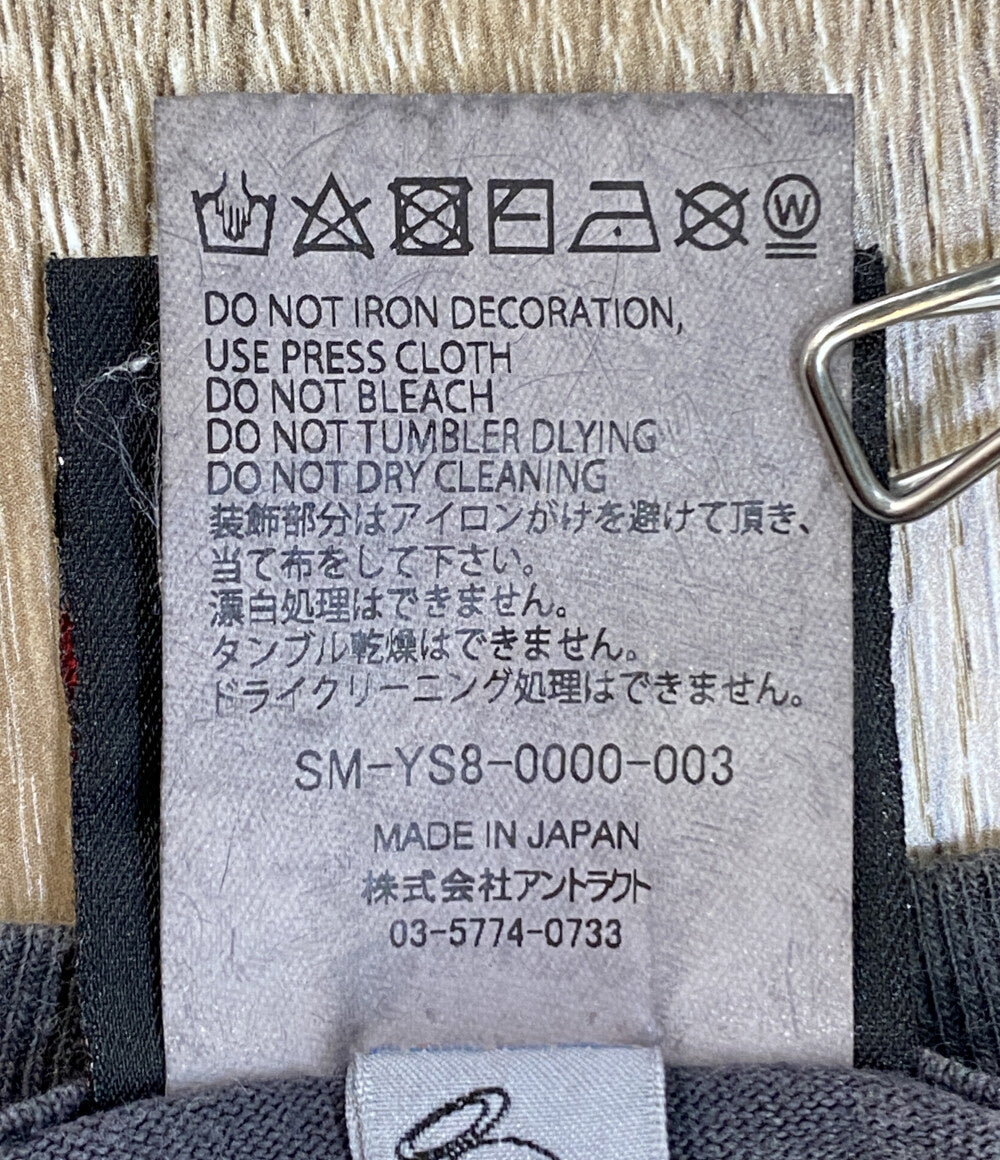 W
DO NOT IRON DECORATION,
USE PRESS CLOTH
DO NOT BLEACH
DO NOT TUMBLER DLYING
DO NOT DRY CLEANING
装飾部分はアイロンがけを避けて頂き、
当て布をして下さい。
漂白処理はできません。
タンブル乾燥はできません。
ドライクリーニング処理はできません。
SM-YS8-0000-003
MADE IN JAPAN
株式会社アントラクト
03-5774-0733